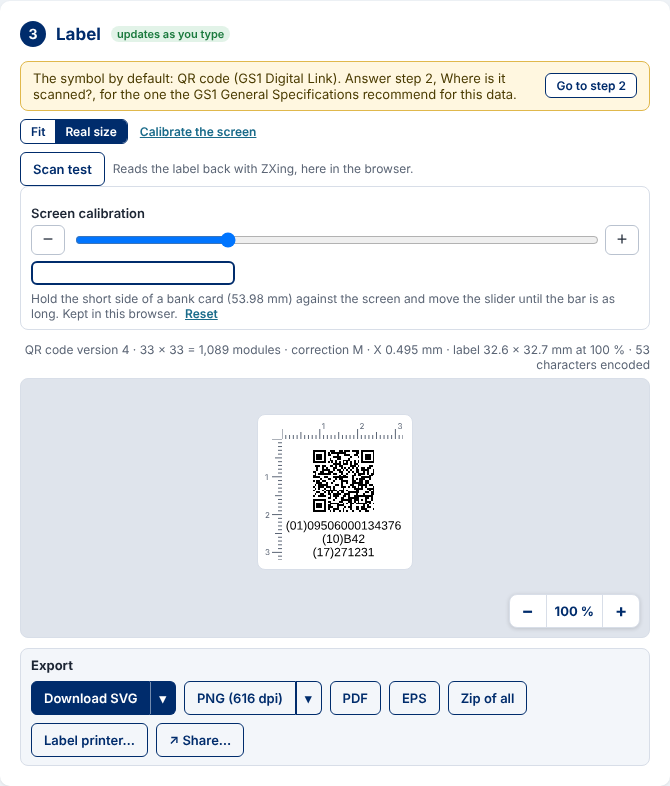 3 Label updates as you type
The symbol by default: QR code (GS1 Digital Link). Answer step 2, Where is it
scanned?, for the one the GS1 General Specifications recommend for this data.
Go to step 2
Fit Real size Calibrate the screen
Scan test Reads the label back with ZXing, here in the browser.
Screen calibration
− +
Hold the short side of a bank card (53.98 mm) against the screen and move the slider until the bar is as
long. Kept in this browser. Reset
QR code version 4 · 33 × 33 = 1,089 modules · correction M · X 0.495 mm · label 32.6 × 32.7 mm at 100 % · 53
characters encoded
1 2 3
1
2
3
(01)09506000134376
(10)B42
(17)271231
− 100 % +
Export
Download SVG ▼ PNG (616 dpi) ▼ PDF EPS Zip of all
Label printer... ↗ Share...